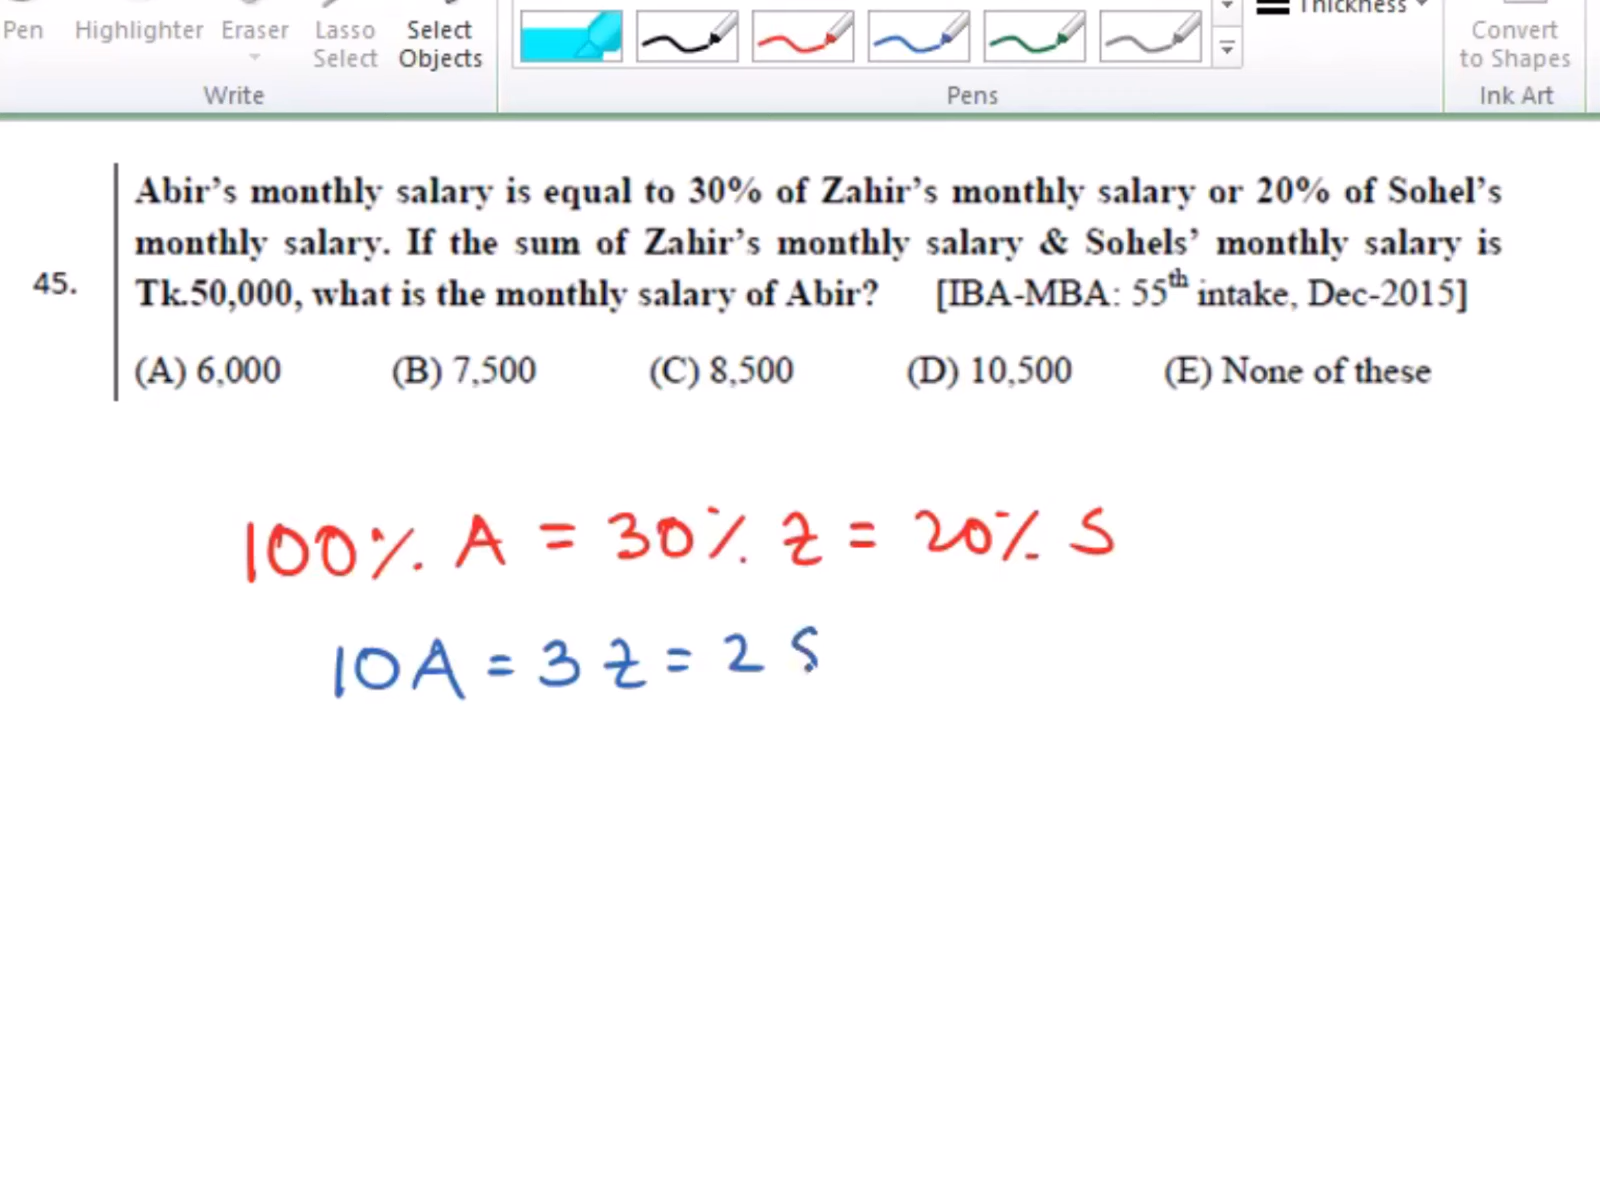 Pen Highlighter Eraser Lasso Select Select Objects
Thickness
Convert to Shapes
Write
Pens
Ink Art
45.
Abir's monthly salary is equal to 30% of Zahir's monthly salary or 20% of Sohel's
monthly salary. If the sum of Zahir's monthly salary & Sohels' monthly salary is
Tk.50,000, what is the monthly salary of Abir? [IBA-MBA: 55th intake, Dec-2015]
(A) 6,000 (B) 7,500 (C) 8,500 (D) 10,500 (E) None of these
100% A = 30% Z = 20% S
10A = 3 Z = 2 S